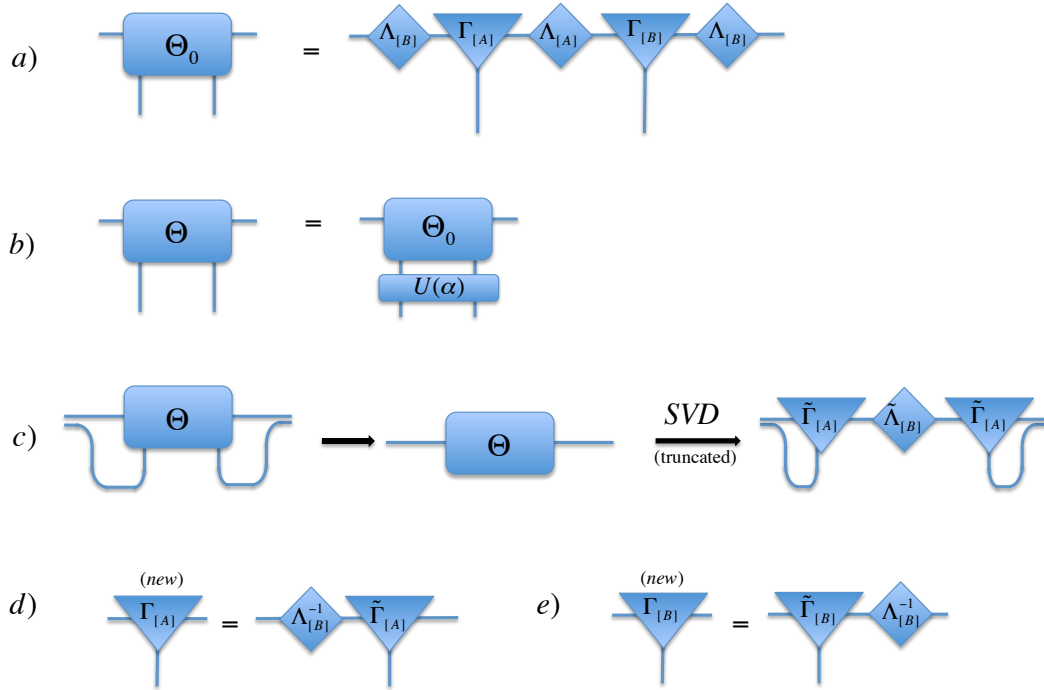 a) Θ₀ = Λ[B] Γ[A] Λ[A] Γ[B] Λ[B]
b) Θ = Θ₀
U(α)
c) Θ Θ SVD (truncated) Γ̃[A] Λ̃[B] Γ̃[A]
d) (new) Γ[A] = Λ[B]⁻¹ Γ̃[A]
e) (new) Γ[B] = Γ̃[B] Λ[B]⁻¹